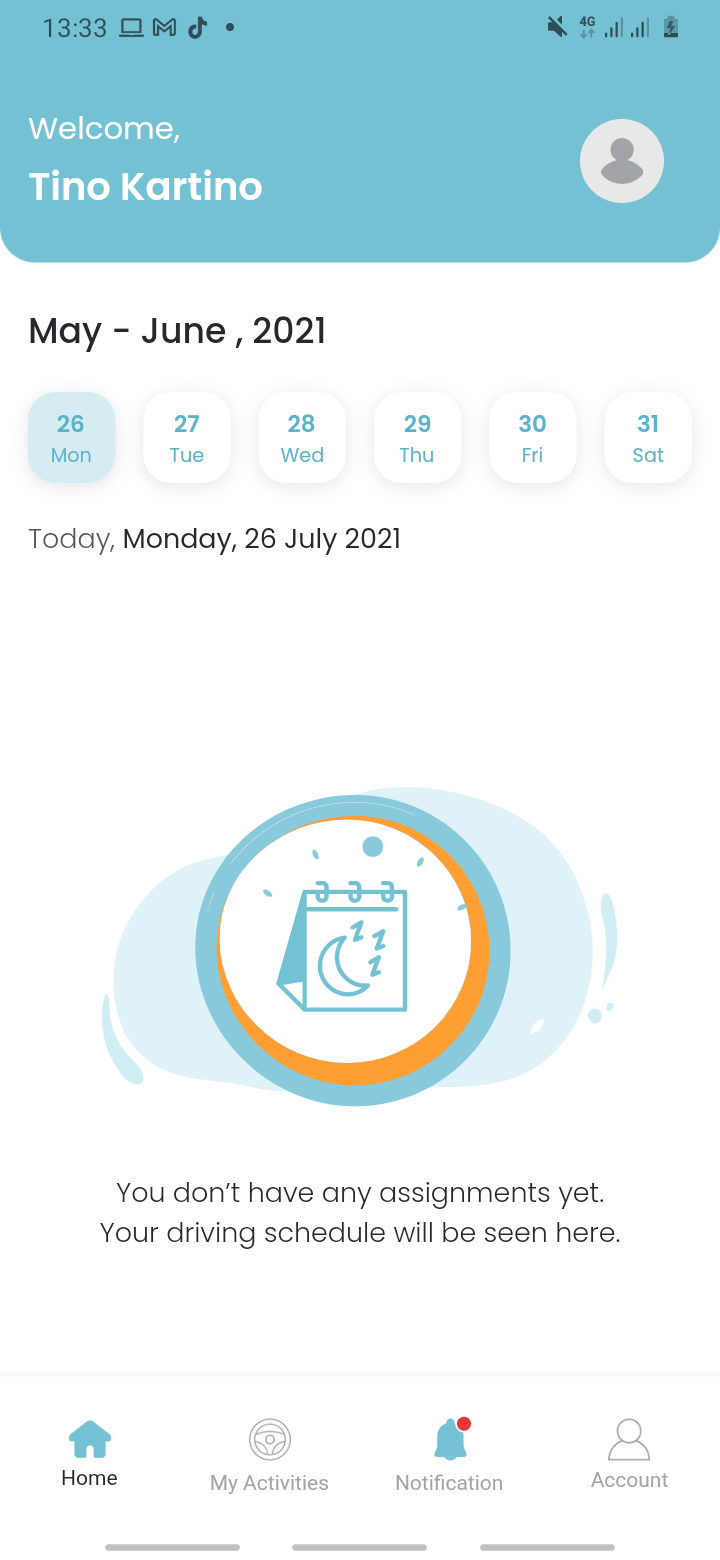 13:33
4G
Welcome,
Tino Kartino
May - June , 2021
26 27 28 29 30 31
Mon Tue Wed Thu Fri Sat
Today, Monday, 26 July 2021
z z z
You don’t have any assignments yet.
Your driving schedule will be seen here.
Home My Activities Notification Account